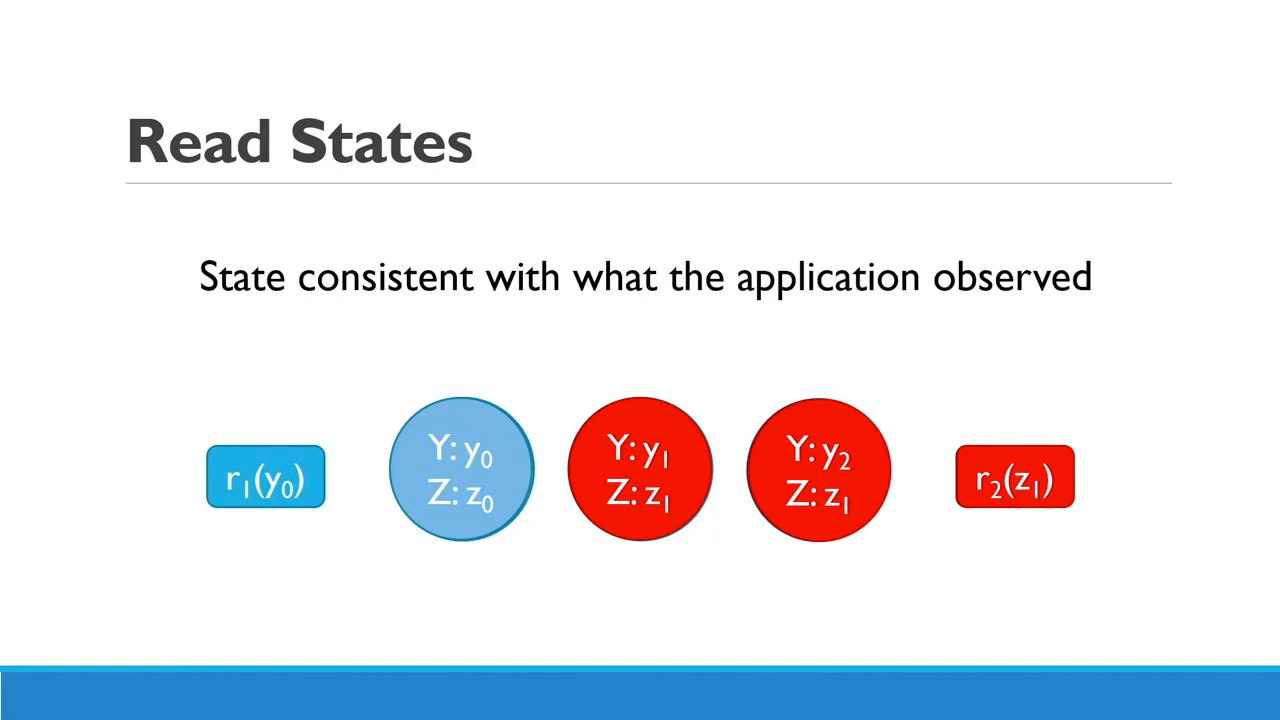 Read States
State consistent with what the application observed
r₁(y₀)
Y: y₀
Z: z₀
Y: y₁
Z: z₁
Y: y₂
Z: z₁
r₂(z₁)